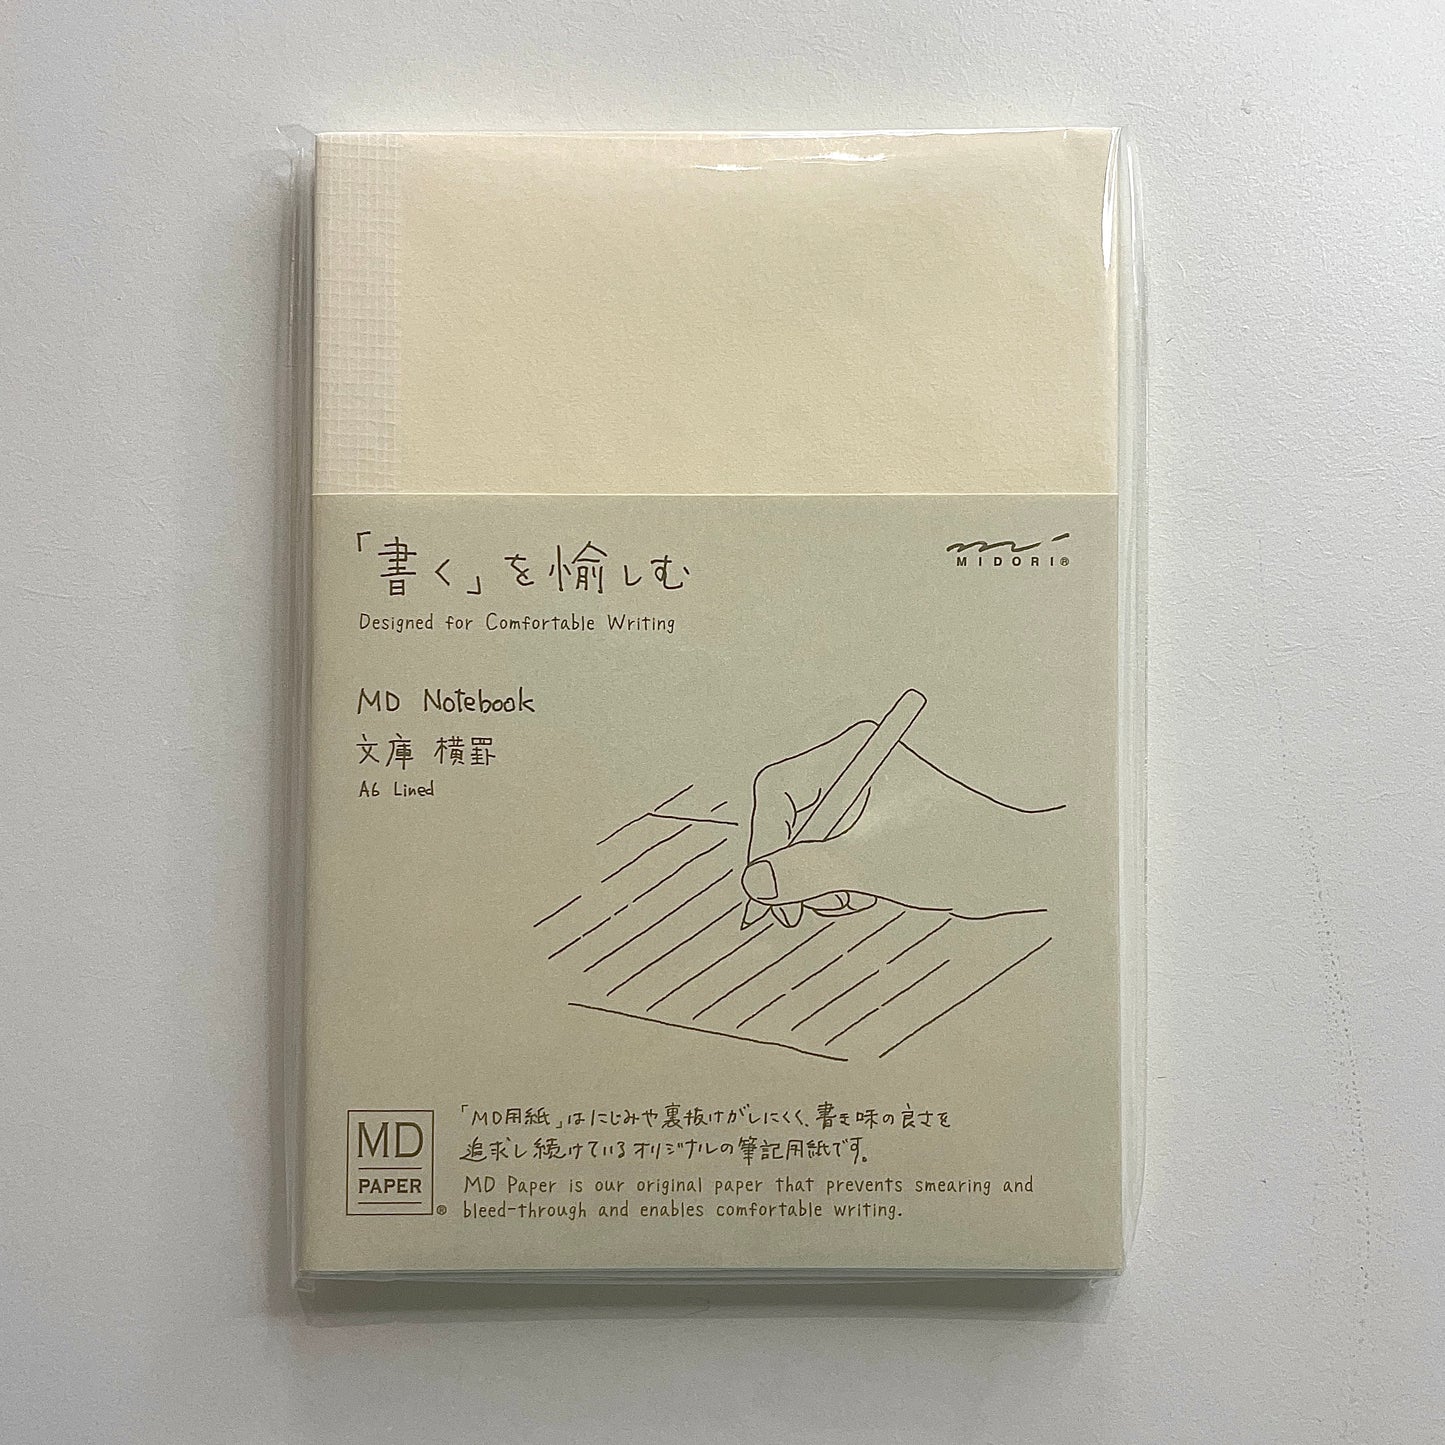 「書く」を愉しむ
MIDORI®
Designed for Comfortable Writing
MD Notebook
文庫 横罫
A6 Lined
MD
PAPER
®
「MD用紙」はにじみや裏抜けがしにくく、書き味の良さを
追求し続けているオリジナルの筆記用紙です。
MD Paper is our original paper that prevents smearing and
bleed-through and enables comfortable writing.